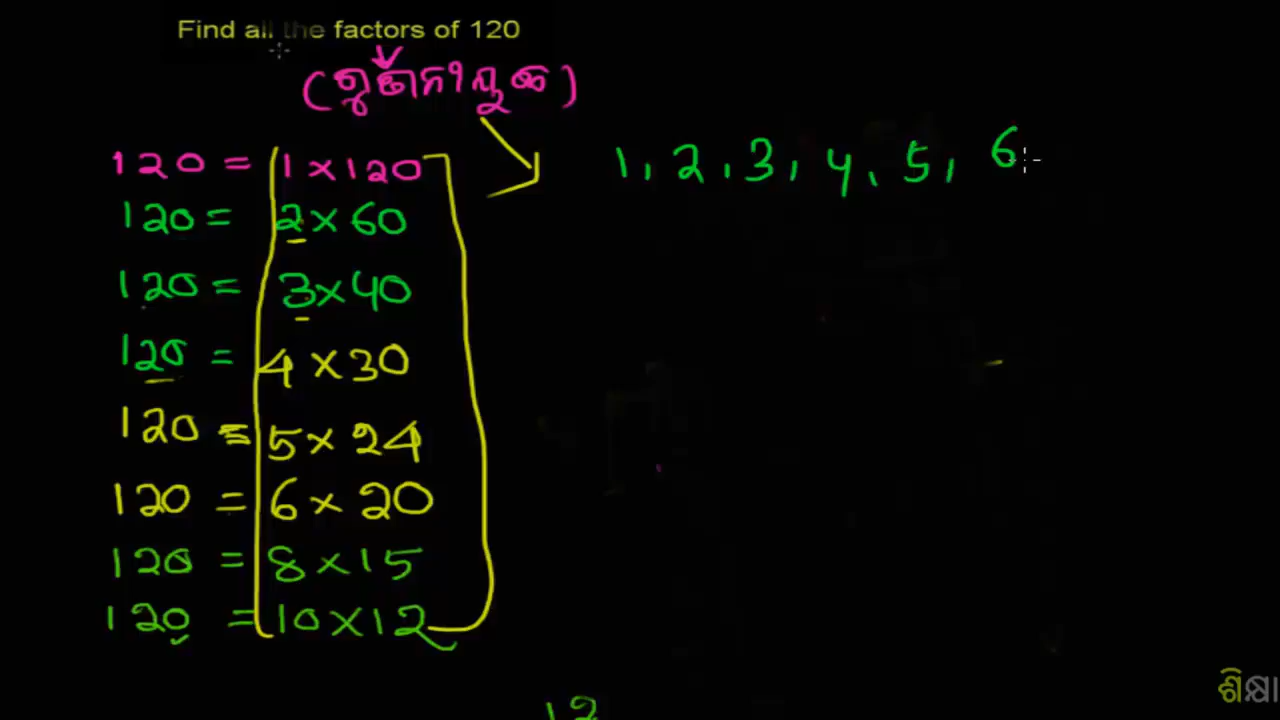 Find all the factors of 120
(ଗୁଣନୀୟକ)
120 = 1 x 120
120 = 2 x 60
120 = 3 x 40
120 = 4 x 30
120 = 5 x 24
120 = 6 x 20
120 = 8 x 15
120 = 10 x 12
1, 2, 3, 4, 5, 6
12
ଶିକ୍ଷା